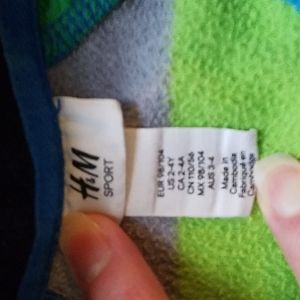 H&M
SPORT
EUR 98/104
US 2-4Y
CA 2-4A
CN 110/56
MX 98/104
AUS 3-4
Made in
Cambodia
Fabriqué en
Cambodge